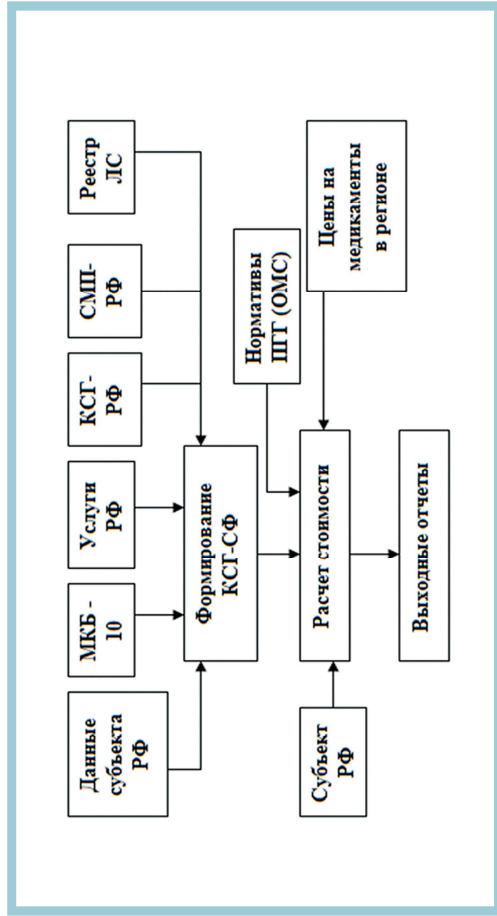 Данные
субъекта
РФ
МКБ -
10
Услуги
РФ
КСГ-
РФ
СМП-
РФ
Реестр
ЛС
Формирование
КСГ-СФ
Нормативы
ПГГ (ОМС)
Субъект
РФ
Расчет стоимости
Цены на
медикаменты
в регионе
Выходные отчеты